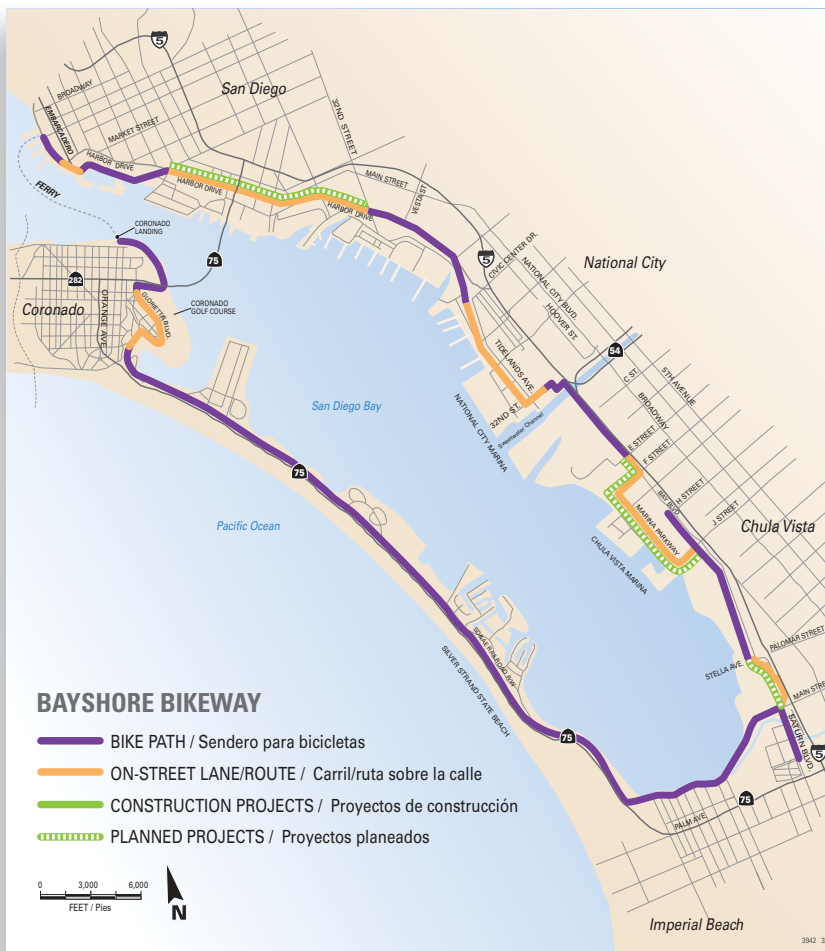 5
San Diego
BROADWAY
EMBARCADERO
MARKET STREET
32ND STREET
HARBOR DRIVE
HARBOR DRIVE
HARBOR DRIVE
MAIN STREET
VESTA ST
FERRY
CORONADO
LANDING
75
282
5
CIVIC CENTER DR.
National City
NATIONAL CITY BLVD.
HOOVER ST.
Coronado
ORANGE AVE
GLORIETTA BLVD.
CORONADO
GOLF COURSE
TIDELANDS AVE.
54
C ST.
5TH AVENUE
BROADWAY
San Diego Bay
32ND ST.
Sweetwater Channel
NATIONAL CITY MARINA
E STREET
F STREET
75
BAY BLVD.
H STREET
J STREET
MARINA PARKWAY
Chula Vista
Pacific Ocean
CHULA VISTA MARINA
PALOMAR STREET
SILVER STRAND STATE BEACH
STELLA AVE.
MAIN STREET
SATURN BLVD.
5
75
75
PALM AVE.
Imperial Beach
BAYSHORE BIKEWAY
BIKE PATH / Sendero para bicicletas
ON-STREET LANE/ROUTE / Carril/ruta sobre la calle
CONSTRUCTION PROJECTS / Proyectos de construcción
PLANNED PROJECTS / Proyectos planeados
0 3,000 6,000
FEET / Pies
N
3942 3